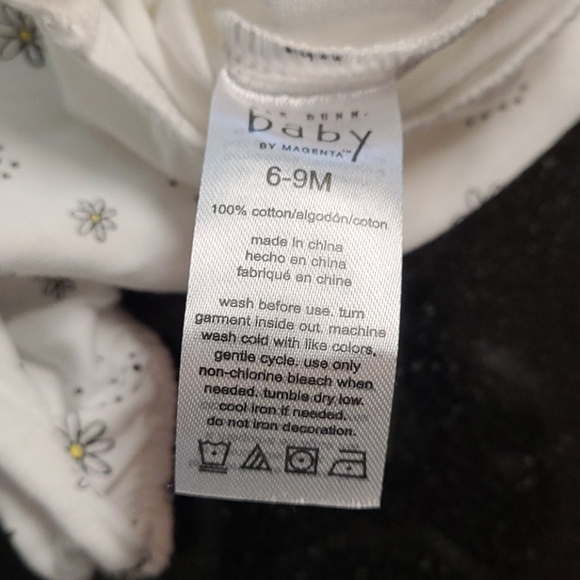 DUNN.
baby
BY MAGENTA™
6-9M
100% cotton/algodón/coton
made in china
hecho en china
fabriqué en chine
wash before use. turn
garment inside out. machine
wash cold with like colors,
gentle cycle. use only
non-chlorine bleach when
needed. tumble dry low.
cool iron if needed.
do not iron decoration.